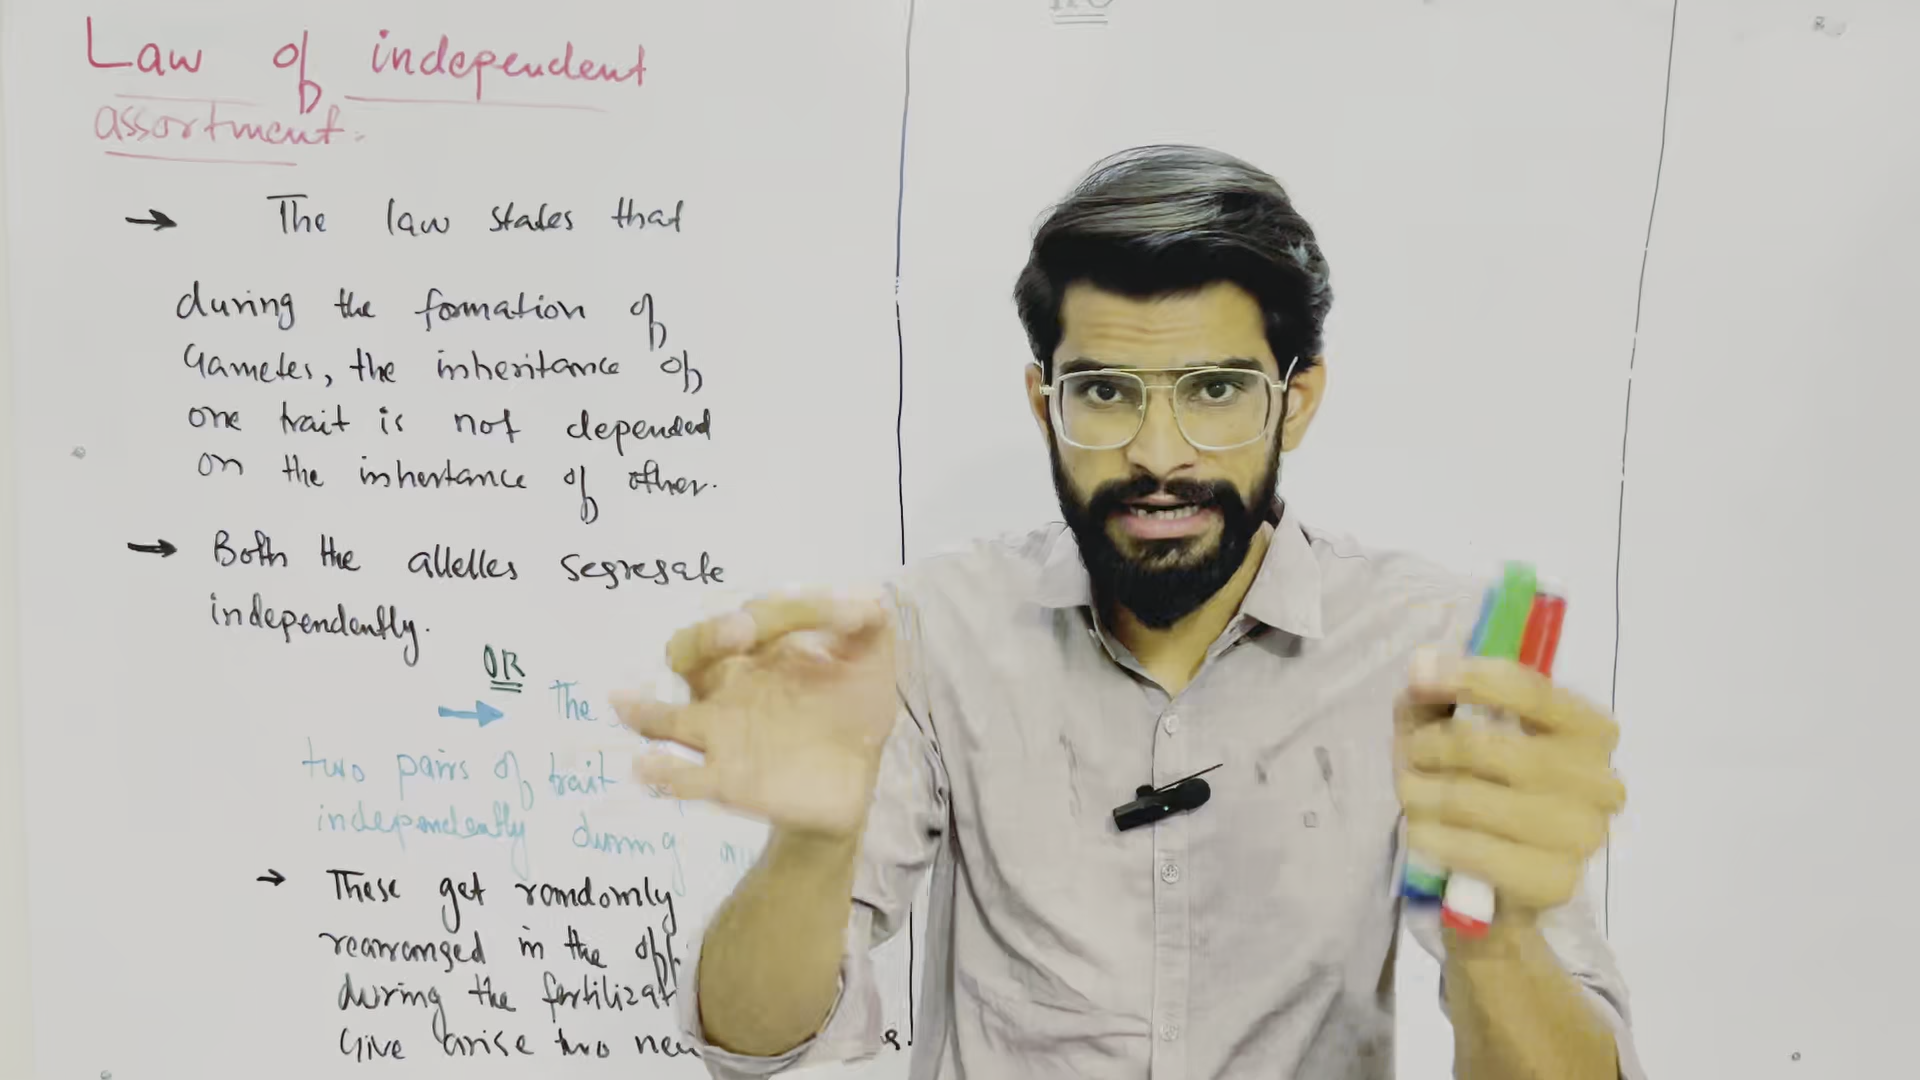 Law of independent
assortment:
→ The law states that
during the formation of
Gametes, the inheritance of
one trait is not depended
on the inhertance of other.
→ Both the allelles segregate
independently.
OR
→ The
two pairs of trait
independently during
→ These get romdomly
rearranged in the
during the
Give arise two new